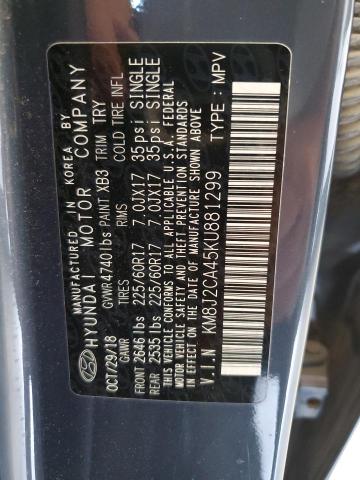 MANUFACTURED IN KOREA BY
HYUNDAI MOTOR COMPANY
OCT/29/18 GVWR4740lbs PAINT XB3 TRIM TRY
GAWR TIRES RIMS COLD TIRE INFL
FRONT 2646 lbs 225/60R17 7.0JX17 35psi SINGLE
2535 lbs 225/60R17 7.0JX17 35psi SINGLE
THIS VEHICLE CONFORMS TO ALL APPLICABLE U.S.A. FEDERAL
MOTOR VEHICLE SAFETY, BUMPER, AND THEFT PREVENTION STANDARDS
IN EFFECT ON THE DATE OF MANUFACTURE SHOWN ABOVE.
V.I.N KM8J2CA45KU881299 TYPE : MPV